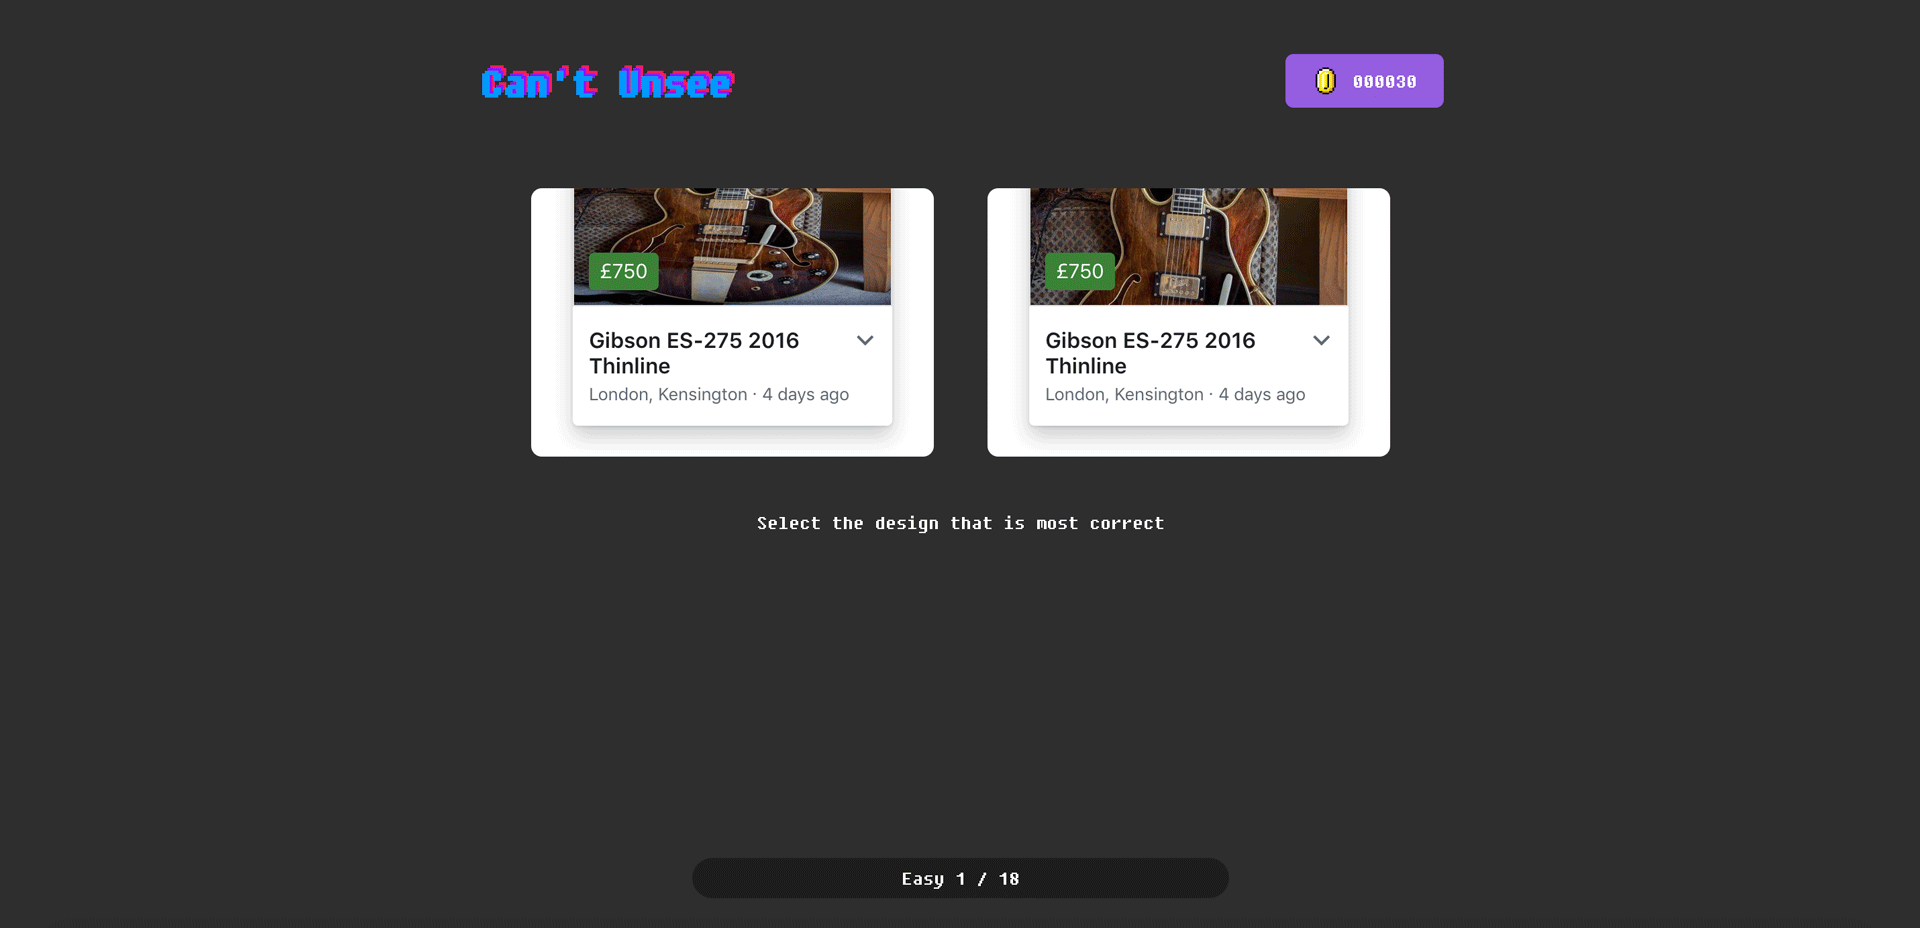 Can't Unsee
000030
£750
Gibson ES-275 2016
Thinline
London, Kensington · 4 days ago
£750
Gibson ES-275 2016
Thinline
London, Kensington · 4 days ago
Select the design that is most correct
Easy 1 / 18